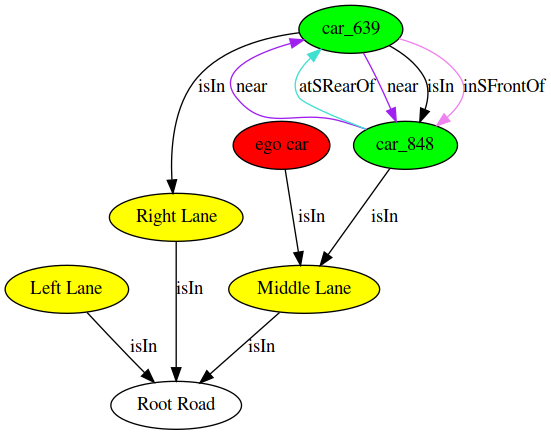 car_639
isIn near atSRearOf near isIn inSFrontOf
ego car car_848
Right Lane isIn isIn
Left Lane isIn Middle Lane
isIn isIn
Root Road